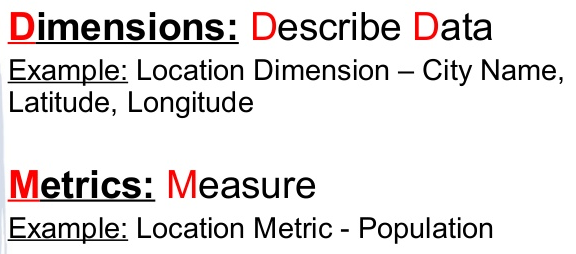 Dimensions: Describe Data
Example: Location Dimension – City Name,
Latitude, Longitude
Metrics: Measure
Example: Location Metric - Population